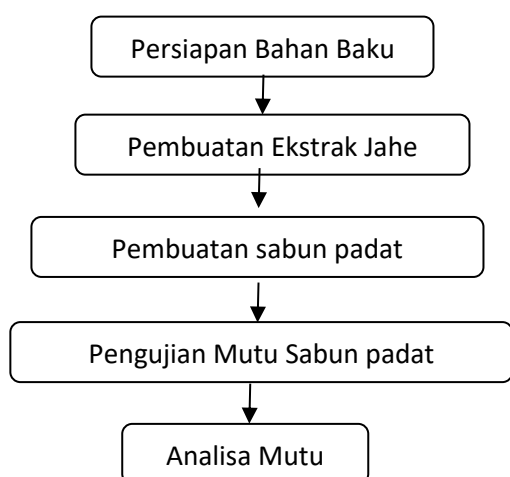 Persiapan Bahan Baku
Pembuatan Ekstrak Jahe
Pembuatan sabun padat
Pengujian Mutu Sabun padat
Analisa Mutu